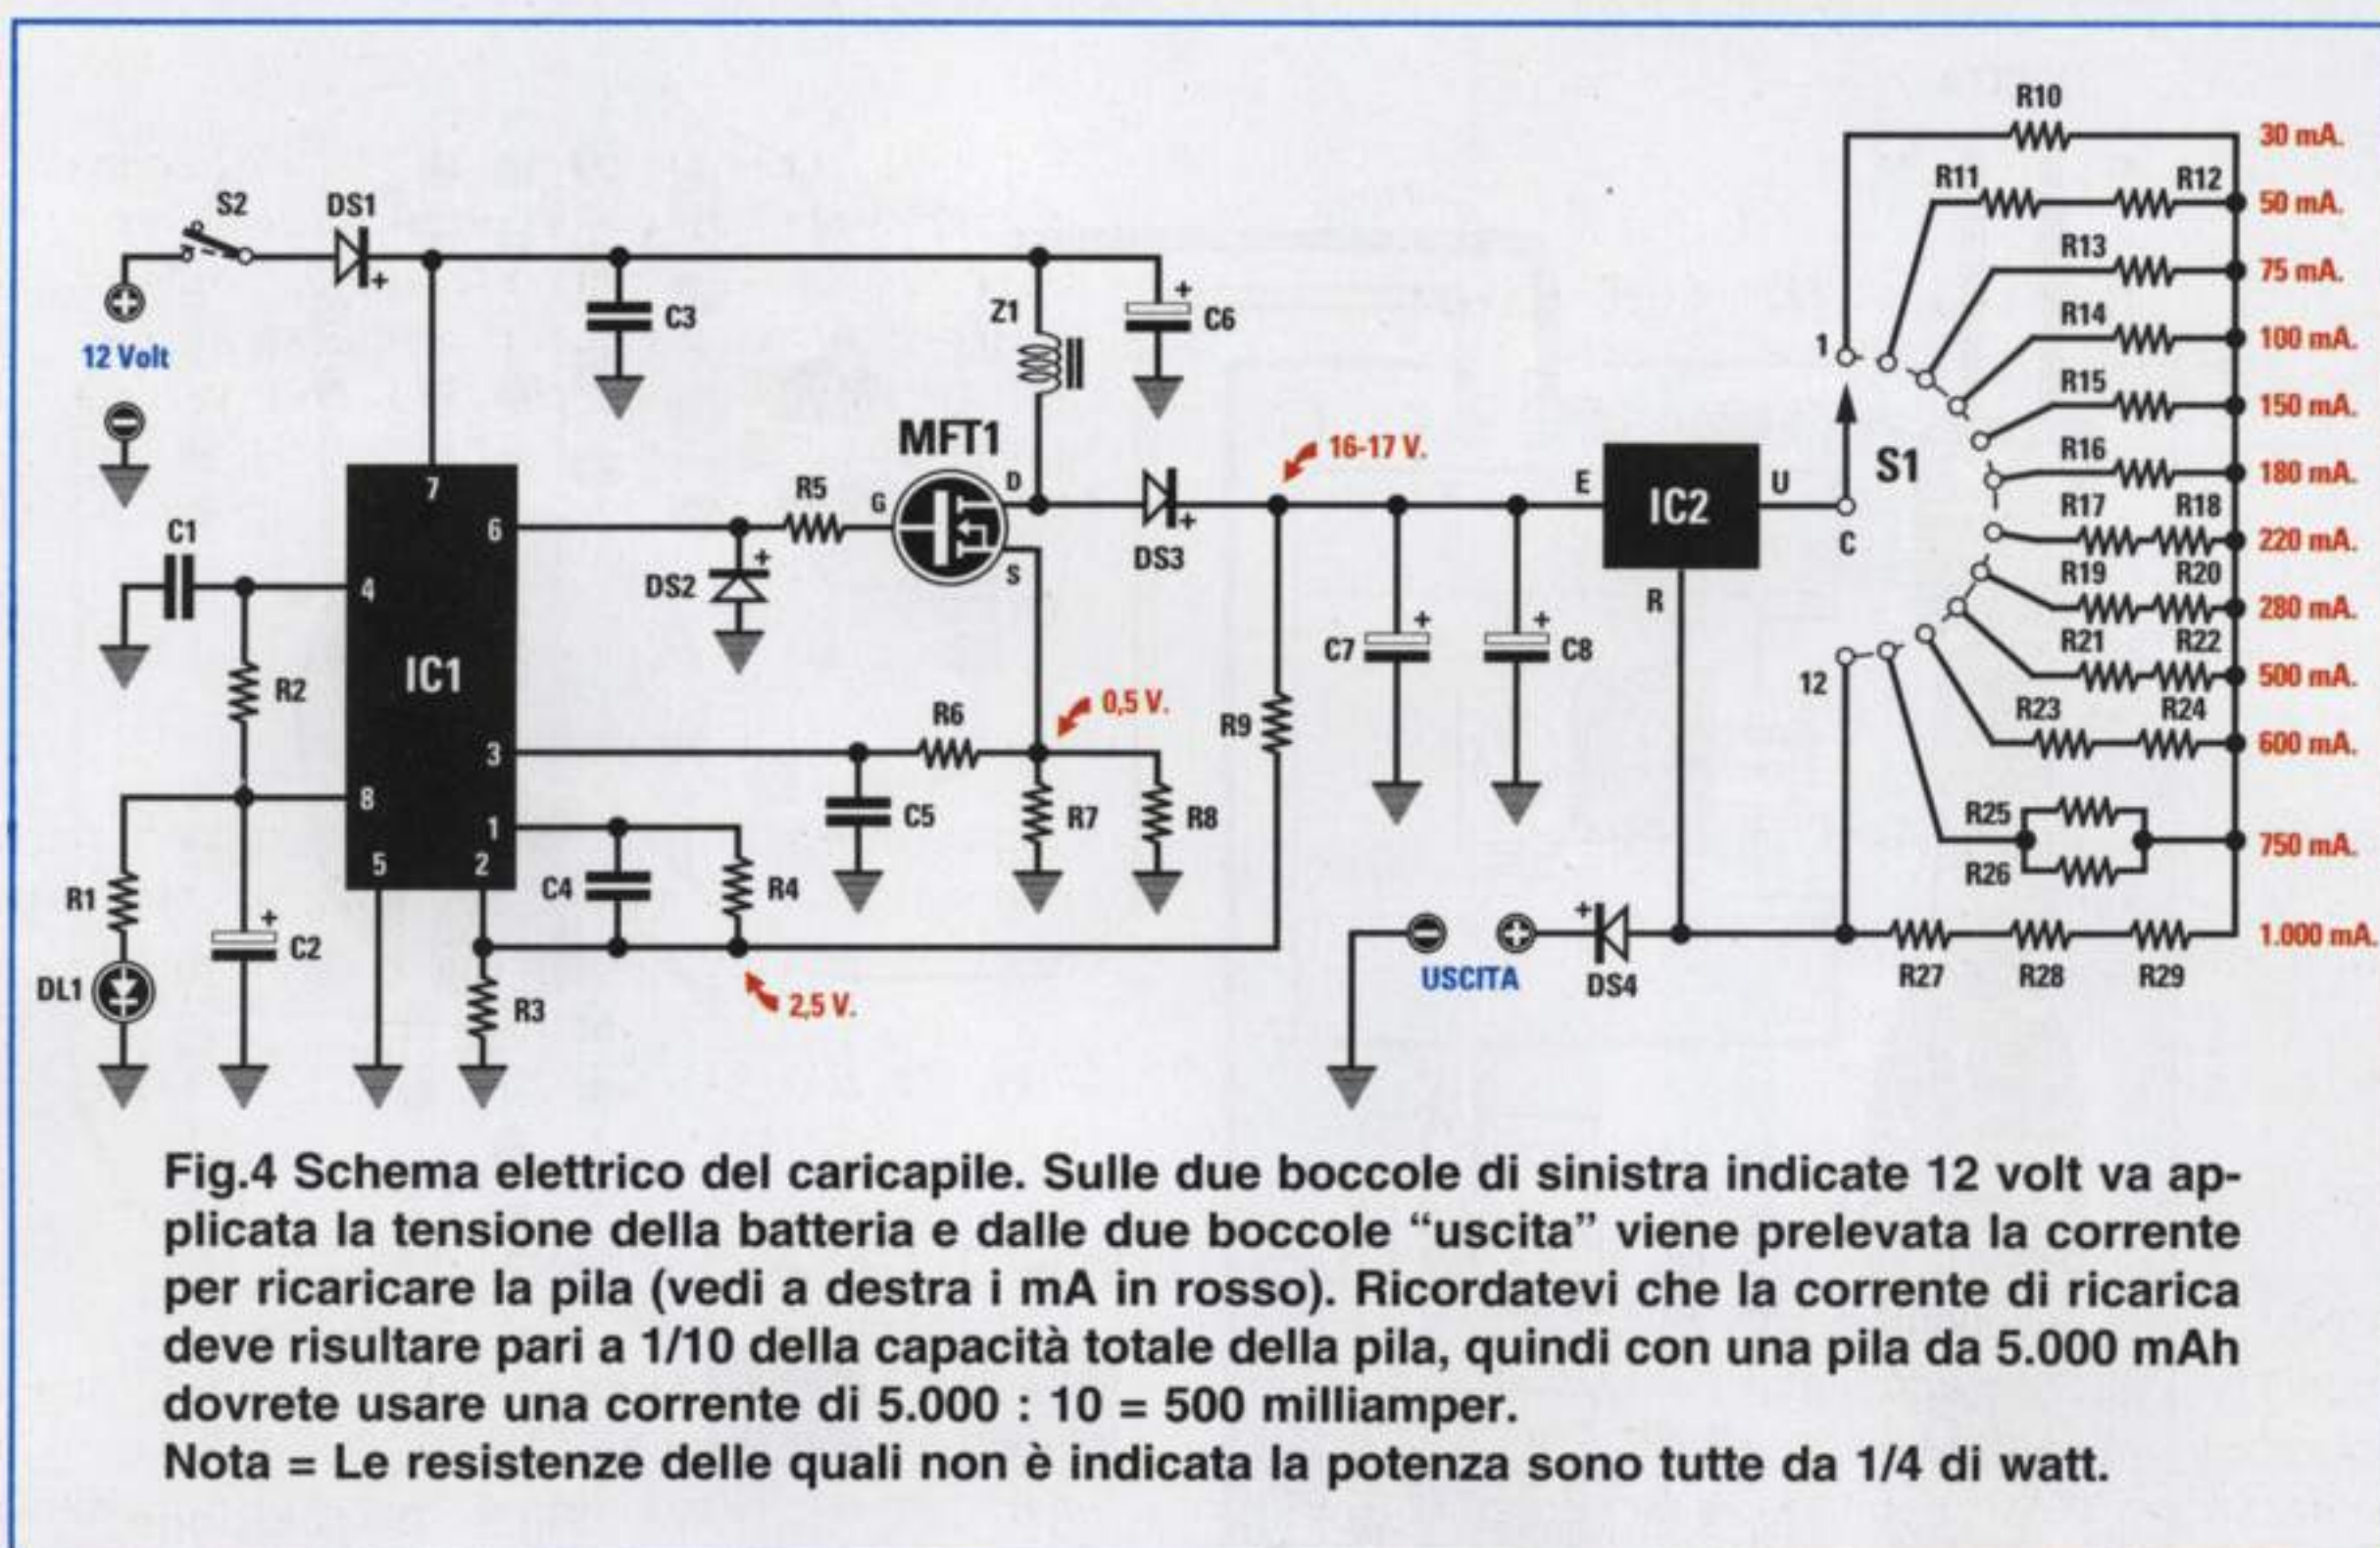 R10
30 mA.
R11
R12
50 mA.
S2
DS1
R13
75 mA.
+
+
12 Volt
C3
Z1
+
C6
R14
100 mA.
1
R15
150 mA.
MFT1
16-17 V.
S1
R16
180 mA.
7
6
R5
G
D
S
+
DS3
E
IC2
U
C
R17
R18
220 mA.
C1
4
DS2
+
R
R19
R20
280 mA.
IC1
R2
+
C7
+
C8
12
R21
R22
500 mA.
0,5 V.
R9
R23
R24
600 mA.
3
R6
8
1
C5
R7
R8
R25
R26
750 mA.
5
2
C4
R4
R1
+
C2
DL1
R3
2,5 V.
USCITA
+
DS4
R27
R28
R29
1.000 mA.
Fig.4 Schema elettrico del caricapile. Sulle due boccole di sinistra indicate 12 volt va ap-
plicata la tensione della batteria e dalle due boccole “uscita” viene prelevata la corrente
per ricaricare la pila (vedi a destra i mA in rosso). Ricordatevi che la corrente di ricarica
deve risultare pari a 1/10 della capacità totale della pila, quindi con una pila da 5.000 mAh
dovrete usare una corrente di 5.000 : 10 = 500 milliamper.
Nota = Le resistenze delle quali non è indicata la potenza sono tutte da 1/4 di watt.